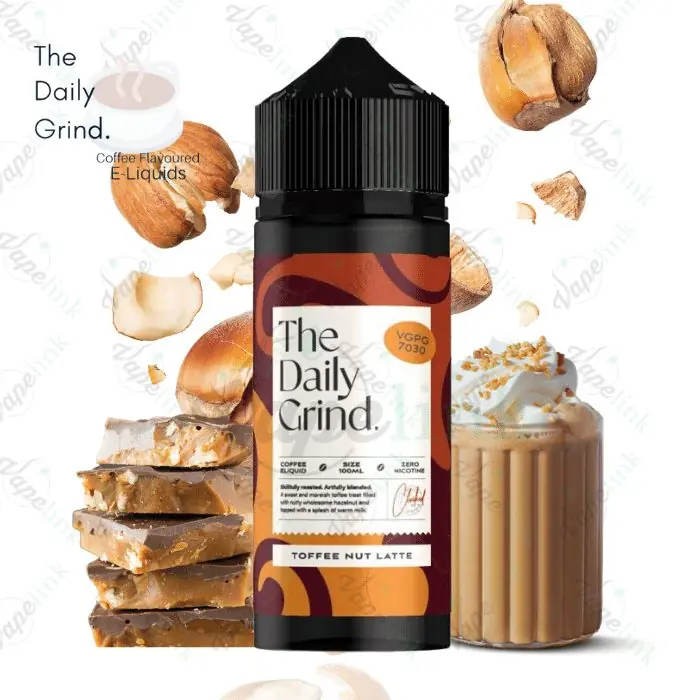 The
Daily
Grind.
Coffee Flavoured
E-Liquids
VGPG
7030
The
Daily
Grind.
COFFEE
ELIQUID
SIZE
100ML
ZERO
NICOTINE
Skilfully roasted. Artfully blended.
A sweet and moreish toffee treat filled
with nutty wholesome hazelnut and
topped with a splash of warm milk.
TOFFEE NUT LATTE
Vapelink